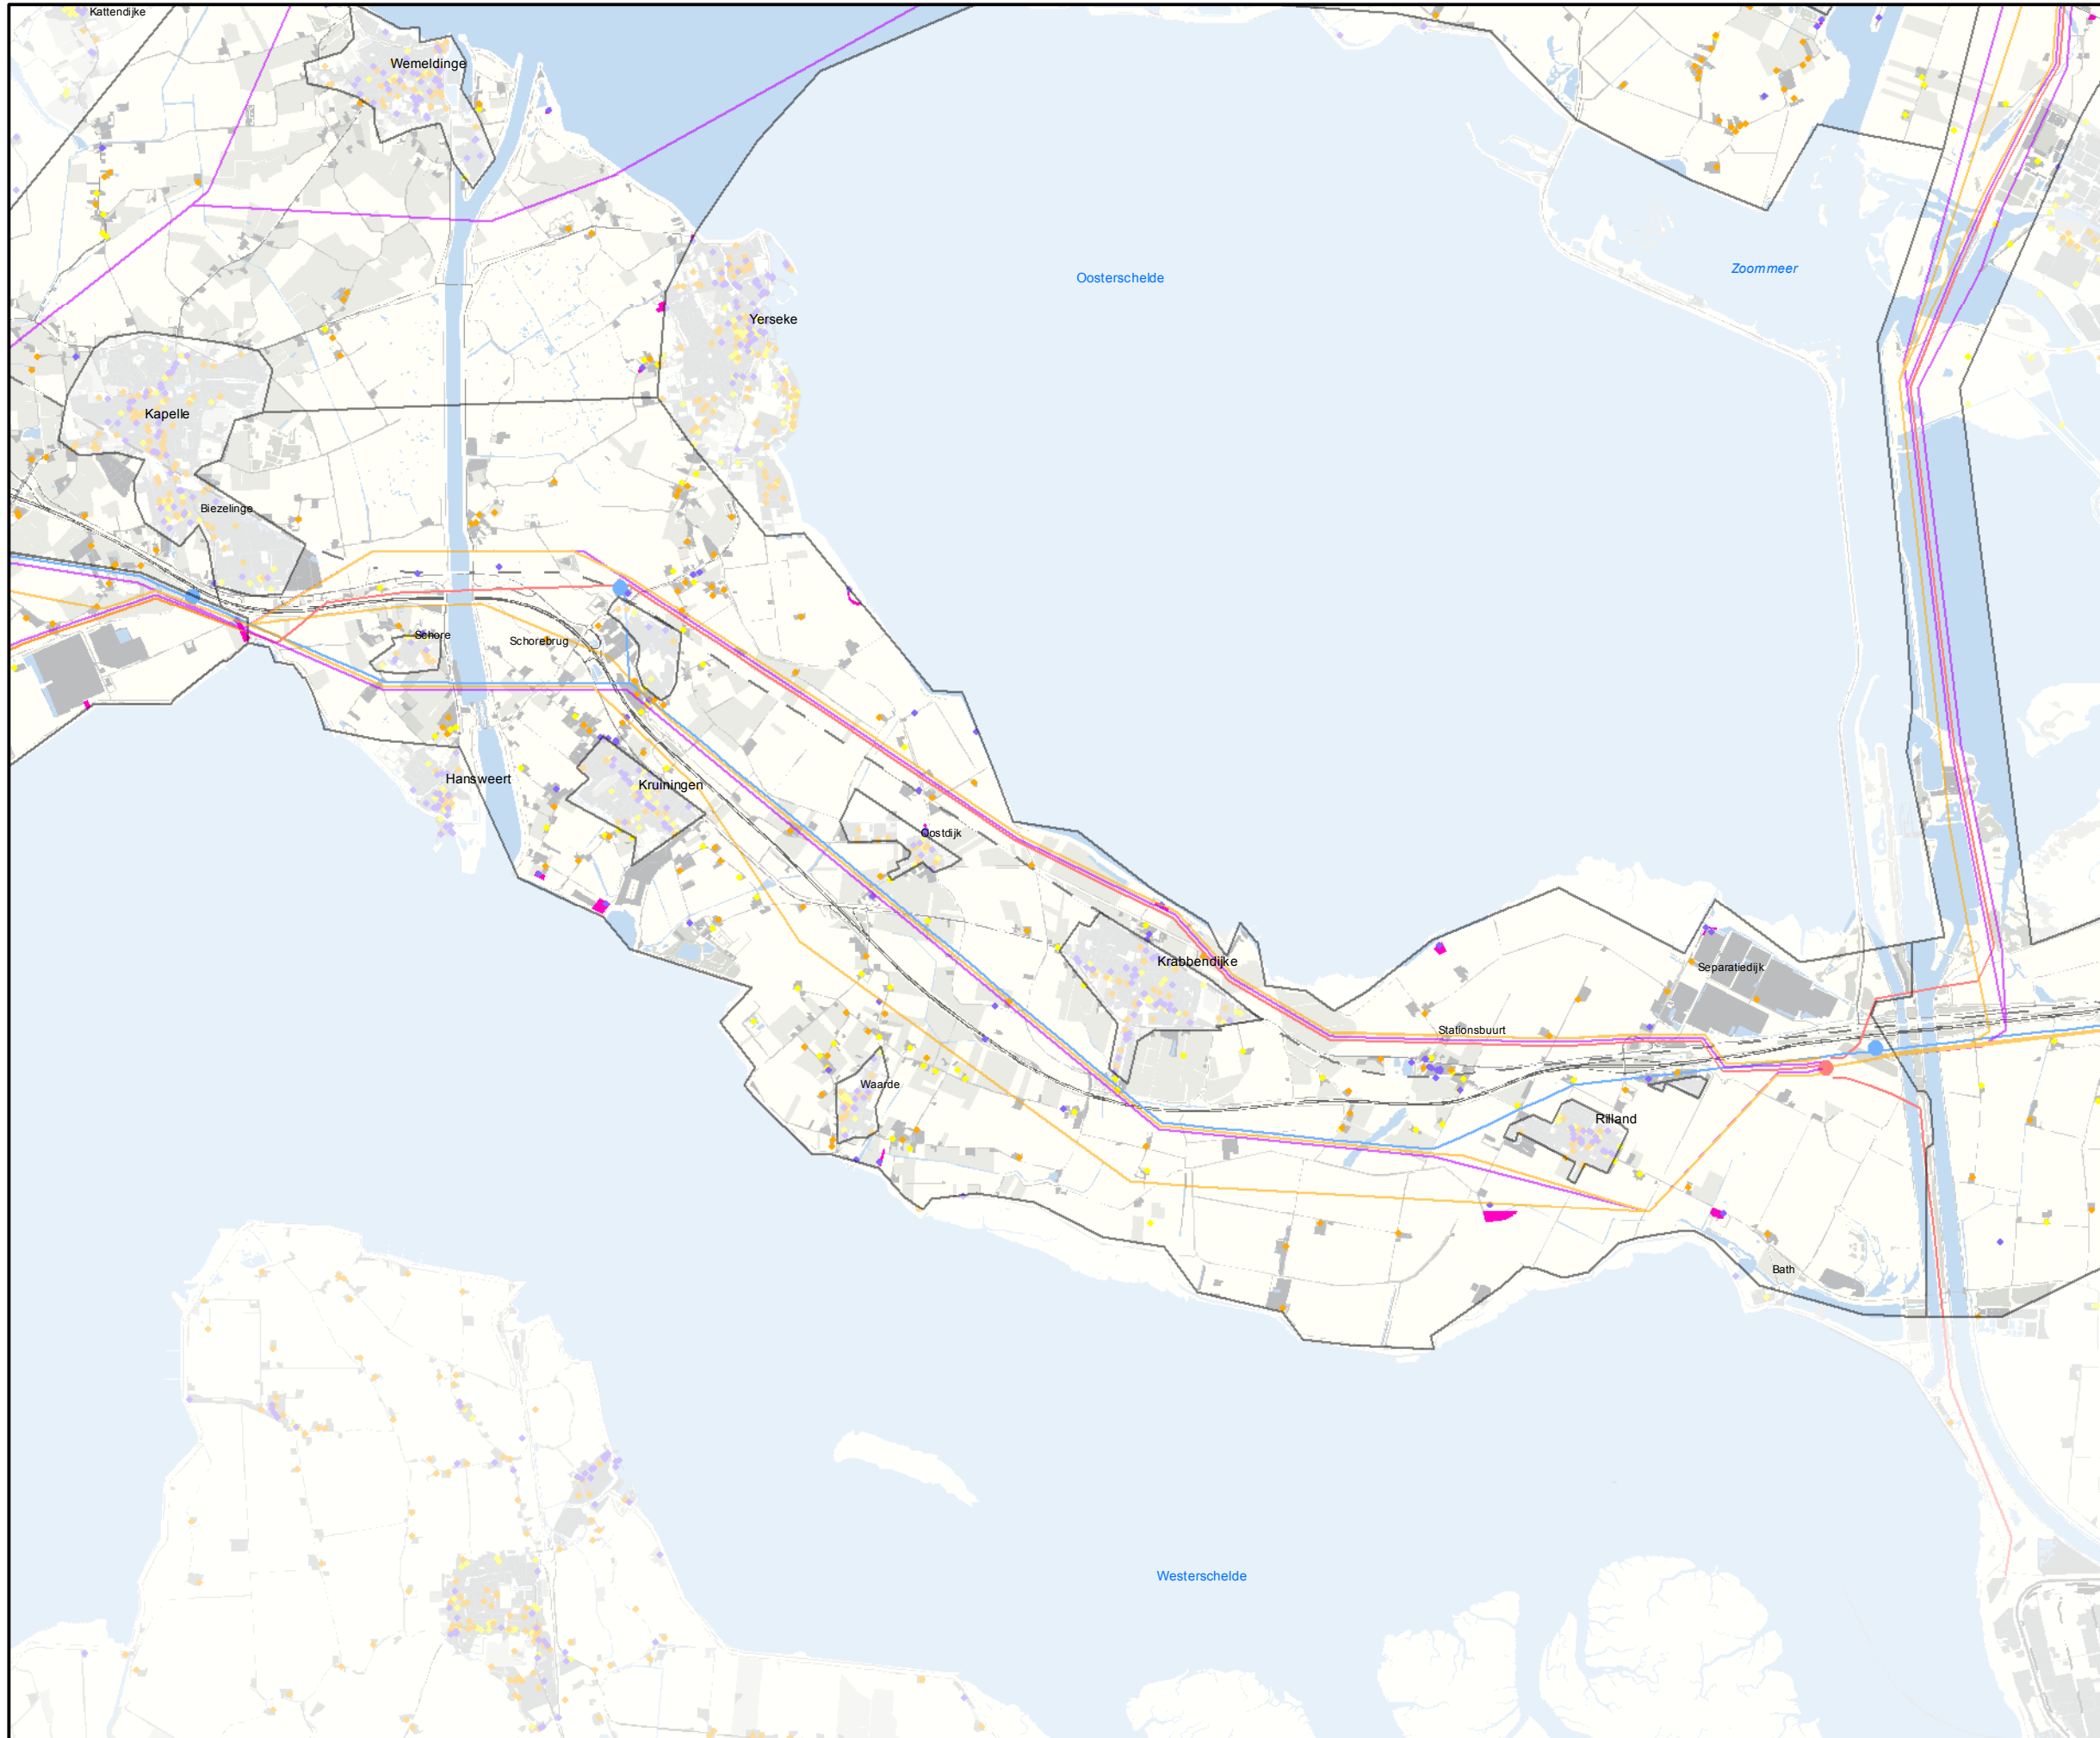 Kattendijke
Wemeldinge
Oosterschelde
Zoommeer
Yerseke
Kapelle
Biezelinge
Schore
Schorebrug
Hansweert
Kruiningen
Oostdijk
Krabbendijke
Separatiedijk
Stationsbuurt
Waarde
Rilland
Bath
Westerschelde